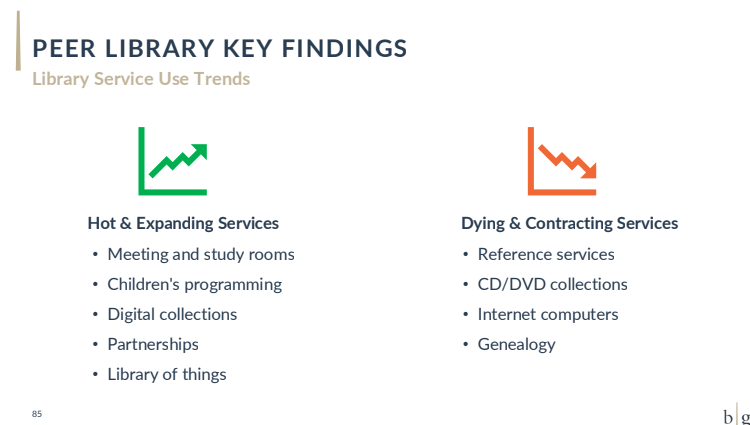 PEER LIBRARY KEY FINDINGS
Library Service Use Trends
Hot & Expanding Services
• Meeting and study rooms
• Children's programming
• Digital collections
• Partnerships
• Library of things
Dying & Contracting Services
• Reference services
• CD/DVD collections
• Internet computers
• Genealogy
85
b|g